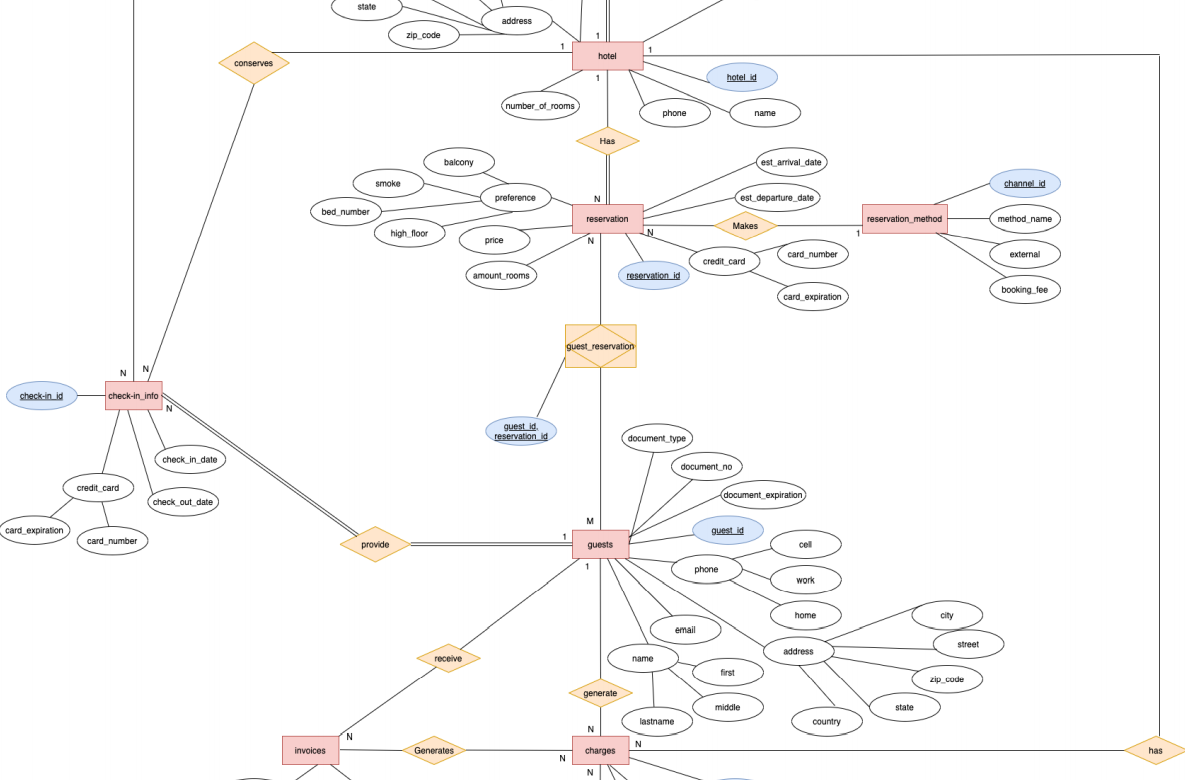 state
address
zip_code
1
1
hotel
1
conserves
1
hotel_id
number_of_rooms
phone
name
Has
balcony
est_arrival_date
smoke
preference
est_departure_date
channel_id
bed_number
N
reservation
reservation_method
method_name
high_floor
price
N
N
Makes
1
credit_card
card_number
external
amount_rooms
reservation_id
card_expiration
booking_fee
guest_reservation
N
N
check-in_id
check-in_info
N
guest_id,
reservation_id
document_type
check_in_date
document_no
credit_card
check_out_date
document_expiration
card_expiration
card_number
M
guest_id
provide
1
guests
cell
1
phone
work
home
email
city
street
receive
name
address
first
zip_code
generate
middle
state
lastname
country
N
N
N
invoices
Generates
charges
has
N
N